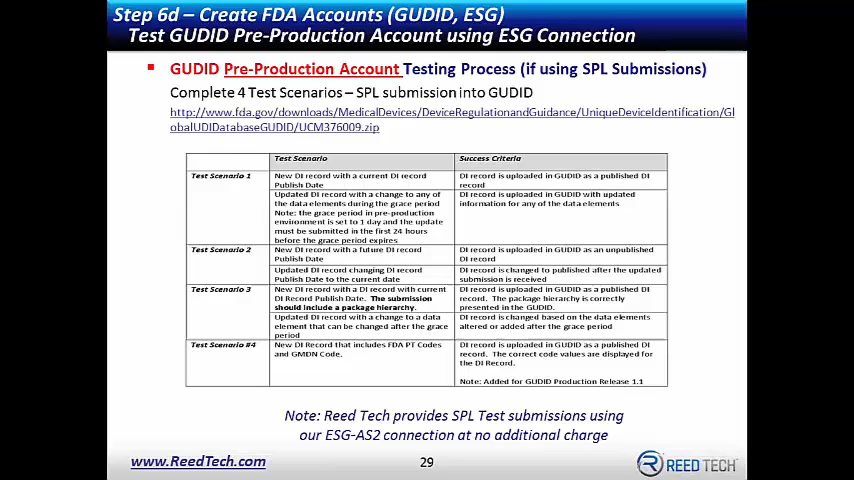 Step 6d – Create FDA Accounts (GUDID, ESG)
Test GUDID Pre-Production Account using ESG Connection
GUDID Pre-Production Account Testing Process (if using SPL Submissions)
Complete 4 Test Scenarios – SPL submission into GUDID
http://www.fda.gov/downloads/MedicalDevices/DeviceRegulationandGuidance/UniqueDeviceIdentification/Gl
obalUDIDatabaseGUDID/UCM376009.zip
Test Scenario
Success Criteria
Test Scenario 1
New DI record with a current DI record
Publish Date
DI record is uploaded in GUDID as a published DI
record
Updated DI record with a change to any of
the data elements during the grace period
Note: the grace period in pre-production
environment is set to 1 day and the update
must be submitted in the first 24 hours
before the grace period expires
DI record is uploaded in GUDID with updated
information for any of the data elements
Test Scenario 2
New DI record with a future DI record
Publish Date
DI record is uploaded in GUDID as an unpublished
DI record
Updated DI record changing DI record
Publish Date to the current date
DI record is changed to published after the updated
submission is received
Test Scenario 3
New DI record with a DI record with current
DI Record Publish Date. The submission
should include a package hierarchy.
DI record is uploaded in GUDID as a published DI
record. The package hierarchy is correctly
presented in the GUDID.
Updated DI record with a change to a data
element that can be changed after the grace
period
DI record is changed based on the data elements
altered or added after the grace period
Test Scenario #4
New DI Record that includes FDA PT Codes
and GMDN Code.
DI record is uploaded in GUDID as a published DI
record. The correct code values are displayed for
the DI Record.
Note: Added for GUDID Production Release 1.1
Note: Reed Tech provides SPL Test submissions using
our ESG-AS2 connection at no additional charge
www.ReedTech.com
29
REED TECH